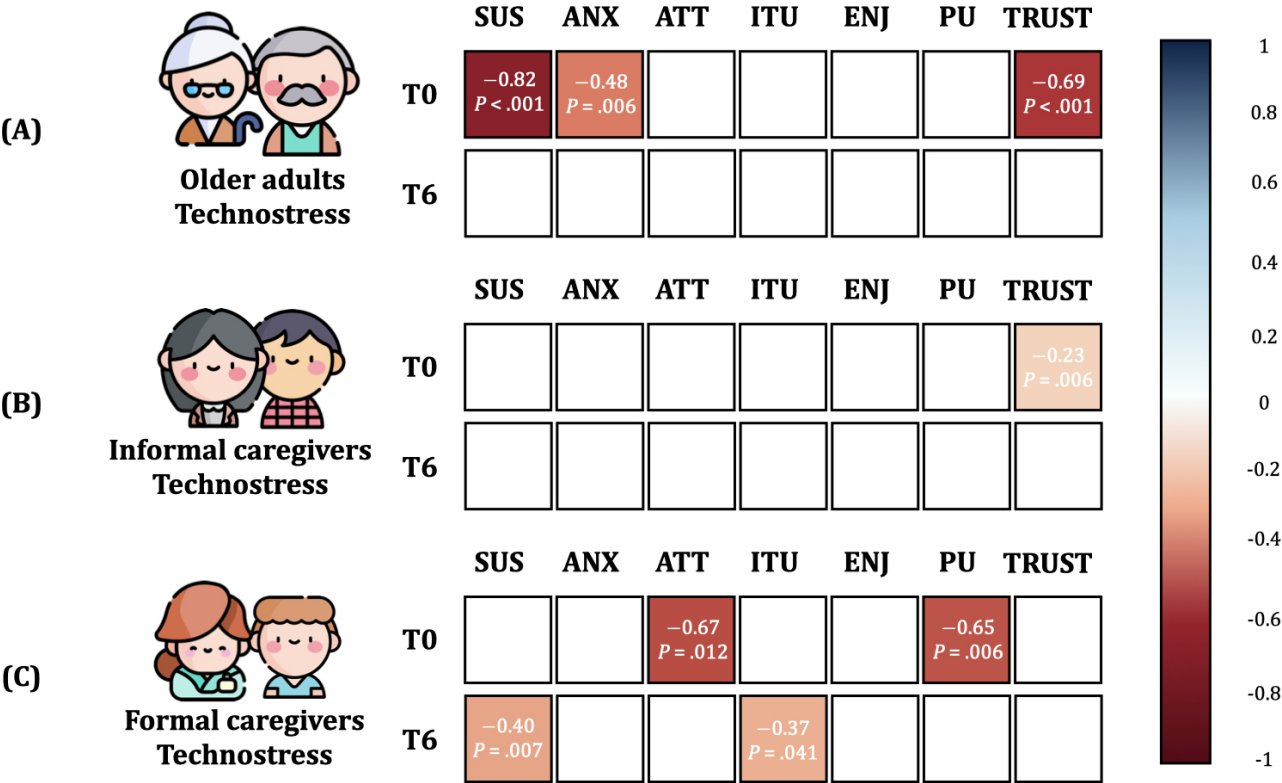 SUS ANX ATT ITU ENJ PU TRUST
T0 −0.82 −0.48 −0.69
P < .001 P = .006 P < .001
(A)
Older adults
Technostress
T6
SUS ANX ATT ITU ENJ PU TRUST
T0 −0.23
P = .006
(B)
Informal caregivers
Technostress
T6
SUS ANX ATT ITU ENJ PU TRUST
T0 −0.67 −0.65
P = .012 P = .006
(C)
Formal caregivers
Technostress
T6 −0.40 −0.37
P = .007 P = .041
1
0.8
0.6
0.4
0.2
0
-0.2
-0.4
-0.6
-0.8
-1